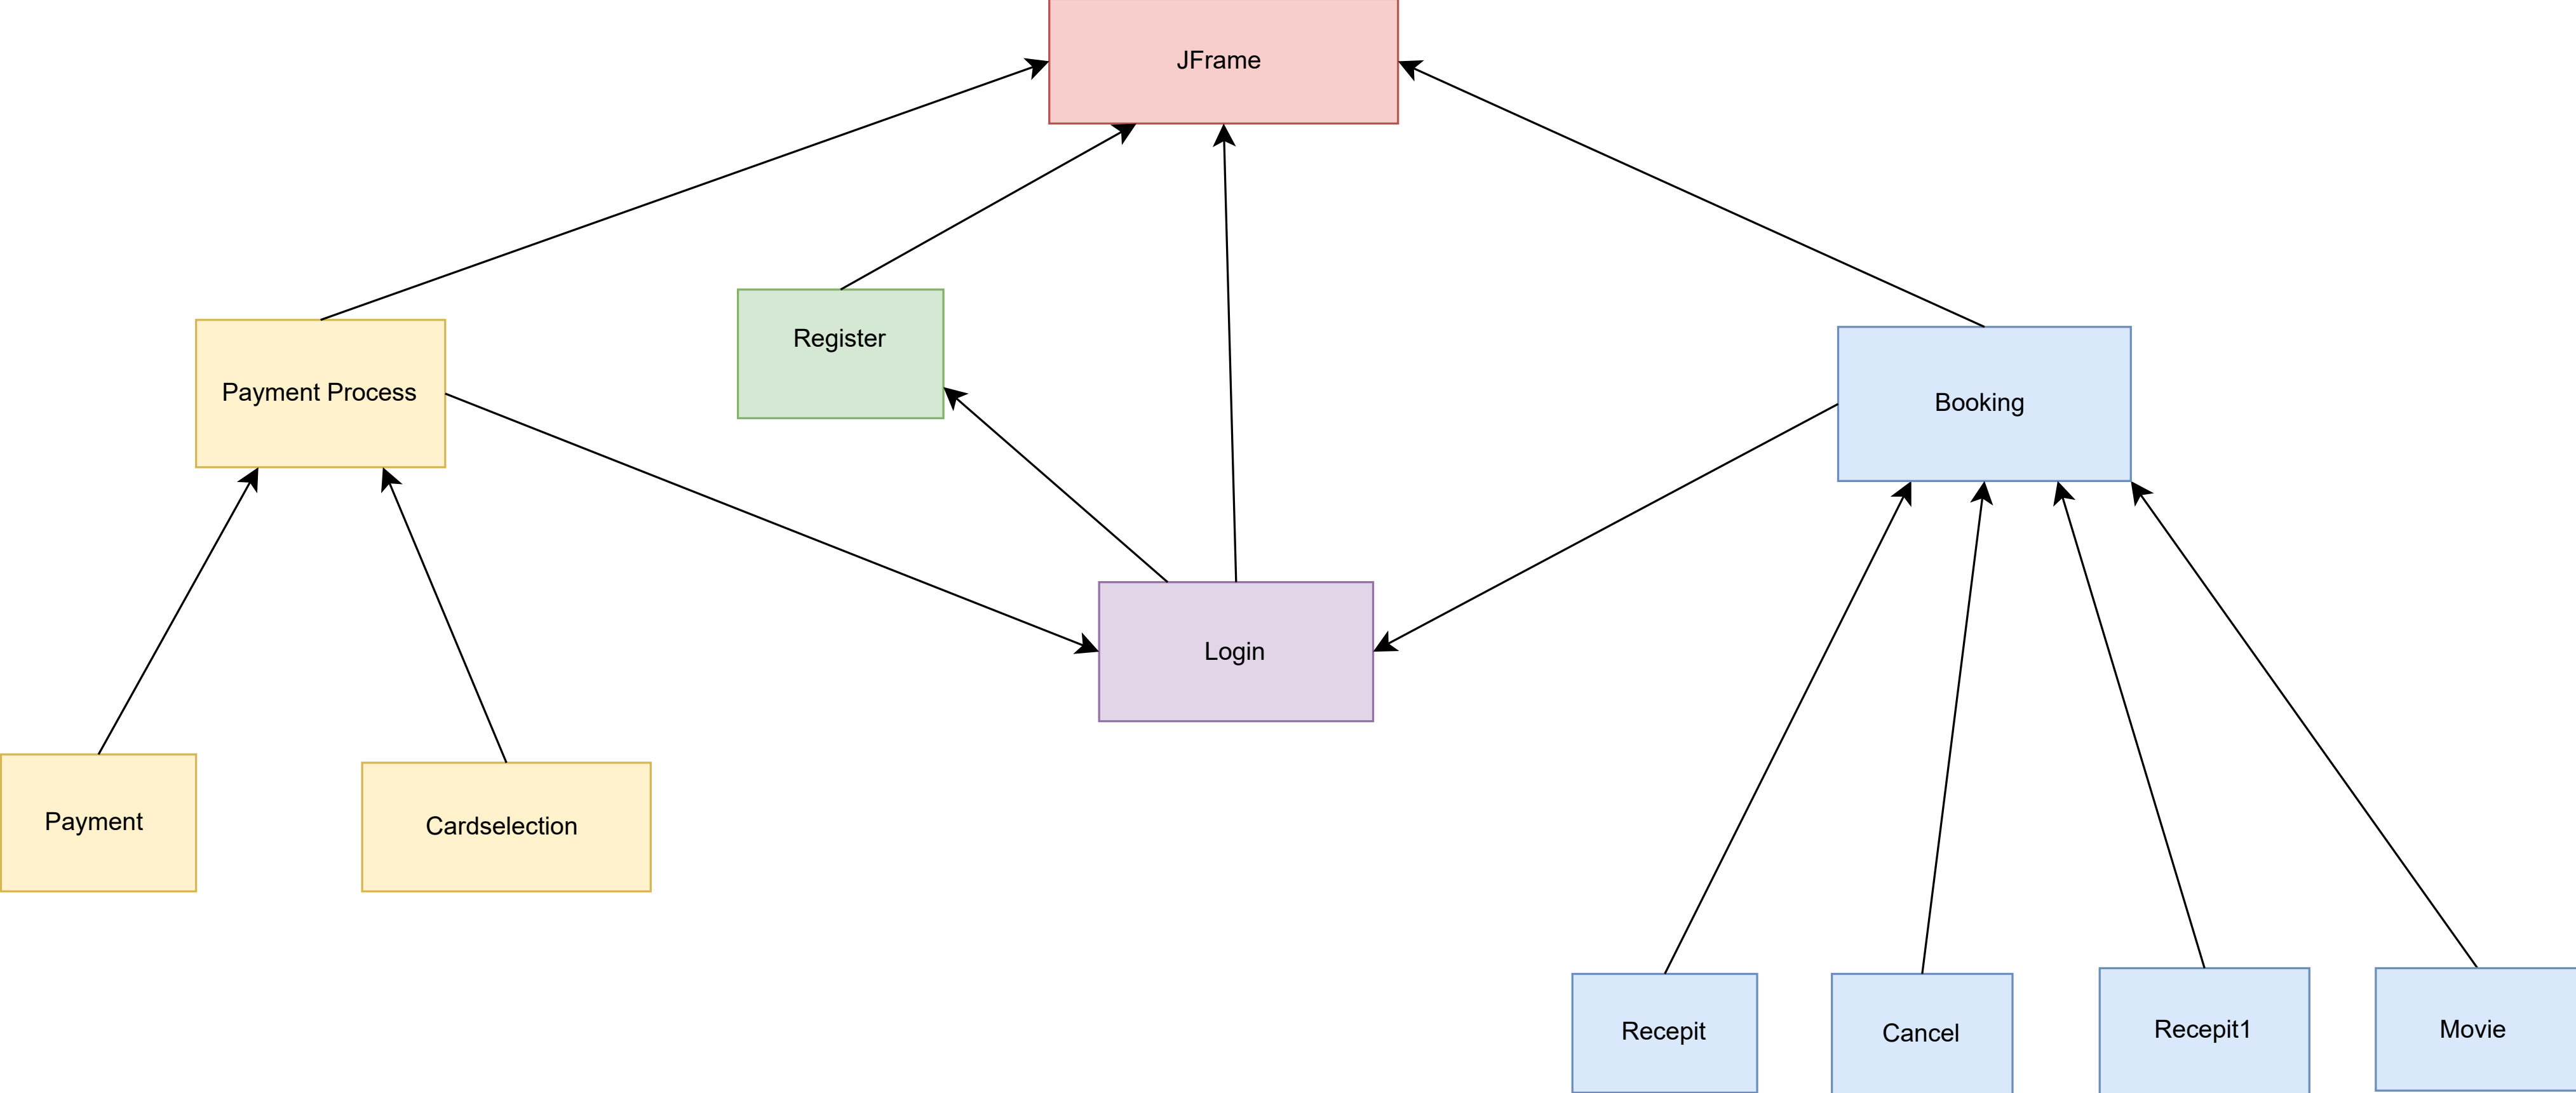 JFrame
Register
Payment Process
Booking
Login
Payment
Cardselection
Recepit
Cancel
Recepit1
Movie